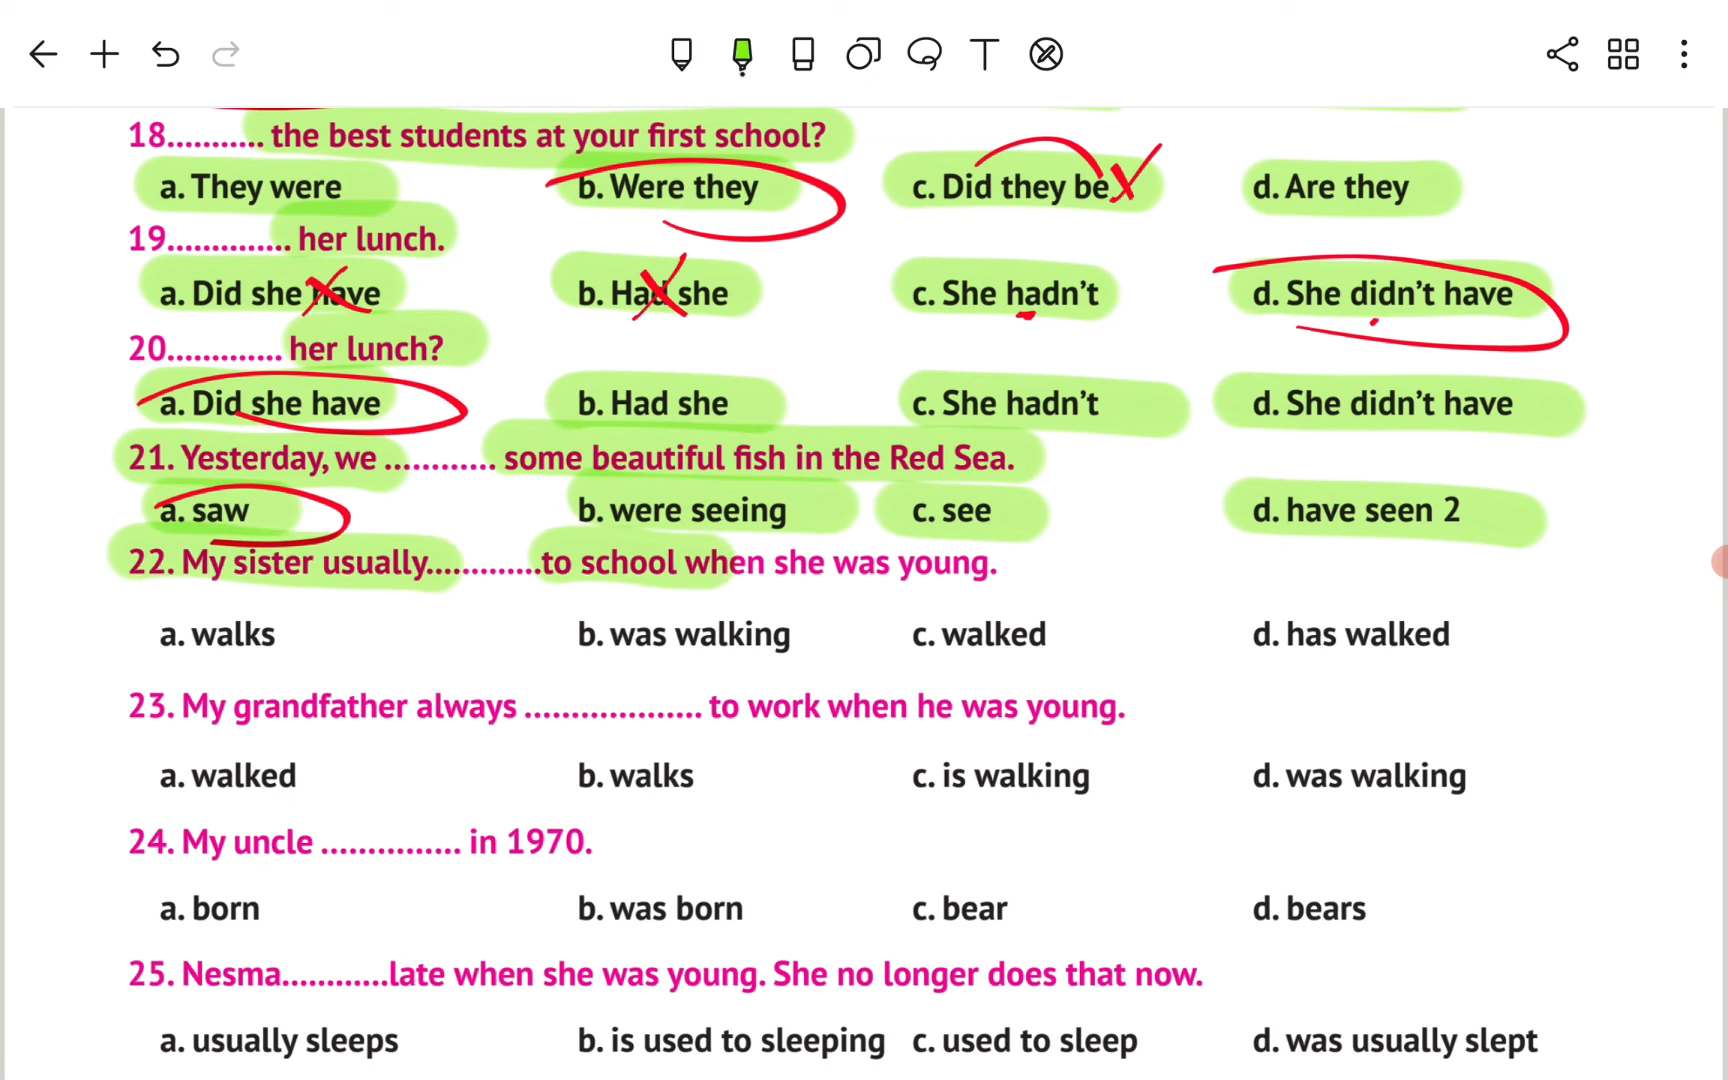 18........... the best students at your first school?
a. They were b. Were they c. Did they be d. Are they
19............. her lunch.
a. Did she have b. Had she c. She hadn't d. She didn't have
20............. her lunch?
a. Did she have b. Had she c. She hadn't d. She didn't have
21. Yesterday, we ............ some beautiful fish in the Red Sea.
a. saw b. were seeing c. see d. have seen 2
22. My sister usually.............to school when she was young.
a. walks b. was walking c. walked d. has walked
23. My grandfather always ................... to work when he was young.
a. walked b. walks c. is walking d. was walking
24. My uncle ............... in 1970.
a. born b. was born c. bear d. bears
25. Nesma............late when she was young. She no longer does that now.
a. usually sleeps b. is used to sleeping c. used to sleep d. was usually slept